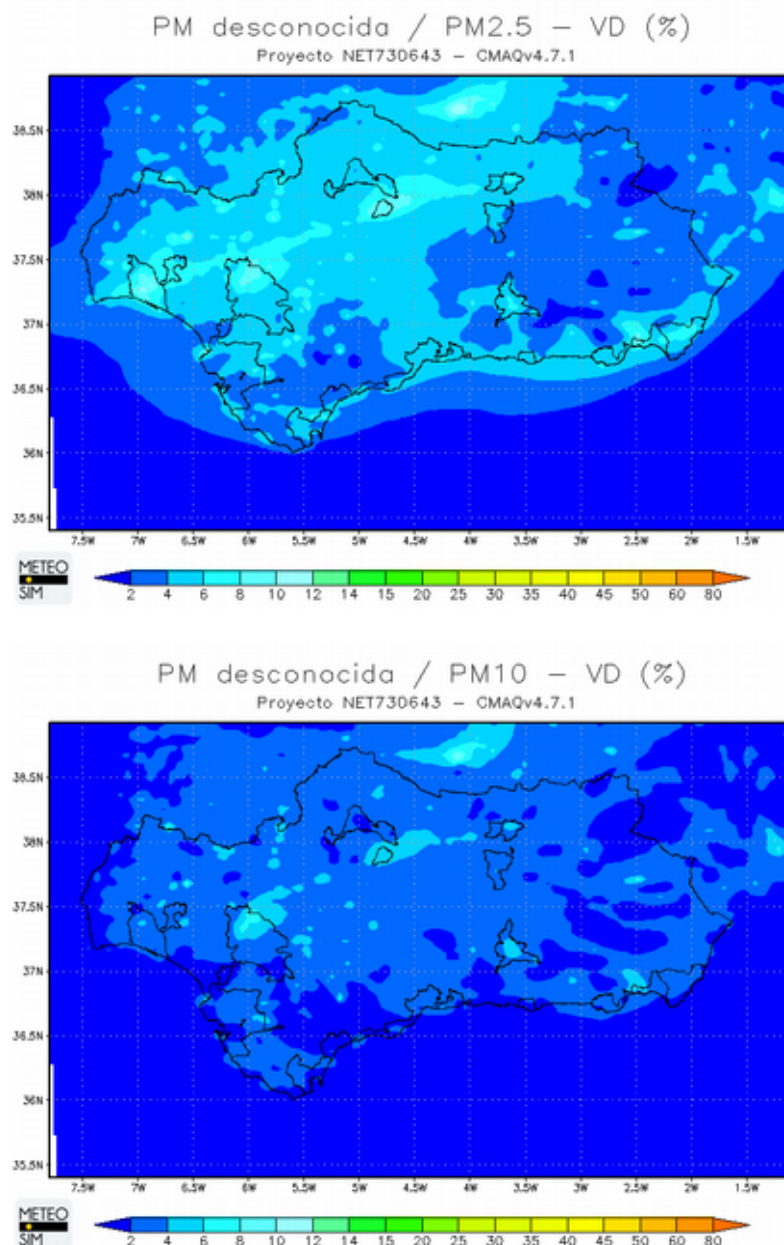 PM desconocida / PM2.5 – VD (%)
Proyecto NET730643 – CMAQv4.7.1
38.5N
38N
37.5N
37N
36.5N
36N
35.5N
7.5W 7W 6.5W 6W 5.5W 5W 4.5W 4W 3.5W 3W 2.5W 2W 1.5W
METEO
SIM
2 4 6 8 10 12 14 15 20 25 30 35 40 45 50 60 80
PM desconocida / PM10 – VD (%)
Proyecto NET730643 – CMAQv4.7.1
38.5N
38N
37.5N
37N
36.5N
36N
35.5N
7.5W 7W 6.5W 6W 5.5W 5W 4.5W 4W 3.5W 3W 2.5W 2W 1.5W
METEO
SIM
2 4 6 8 10 12 14 15 20 25 30 35 40 45 50 60 80